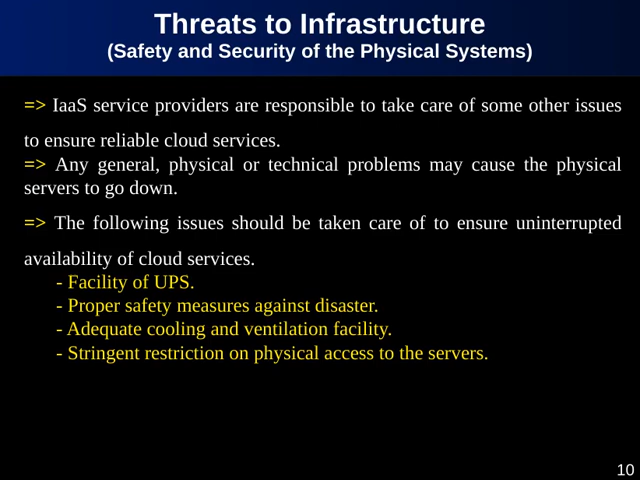 Threats to Infrastructure
(Safety and Security of the Physical Systems)
=> IaaS service providers are responsible to take care of some other issues
to ensure reliable cloud services.
=> Any general, physical or technical problems may cause the physical
servers to go down.
=> The following issues should be taken care of to ensure uninterrupted
availability of cloud services.
- Facility of UPS.
- Proper safety measures against disaster.
- Adequate cooling and ventilation facility.
- Stringent restriction on physical access to the servers.
10